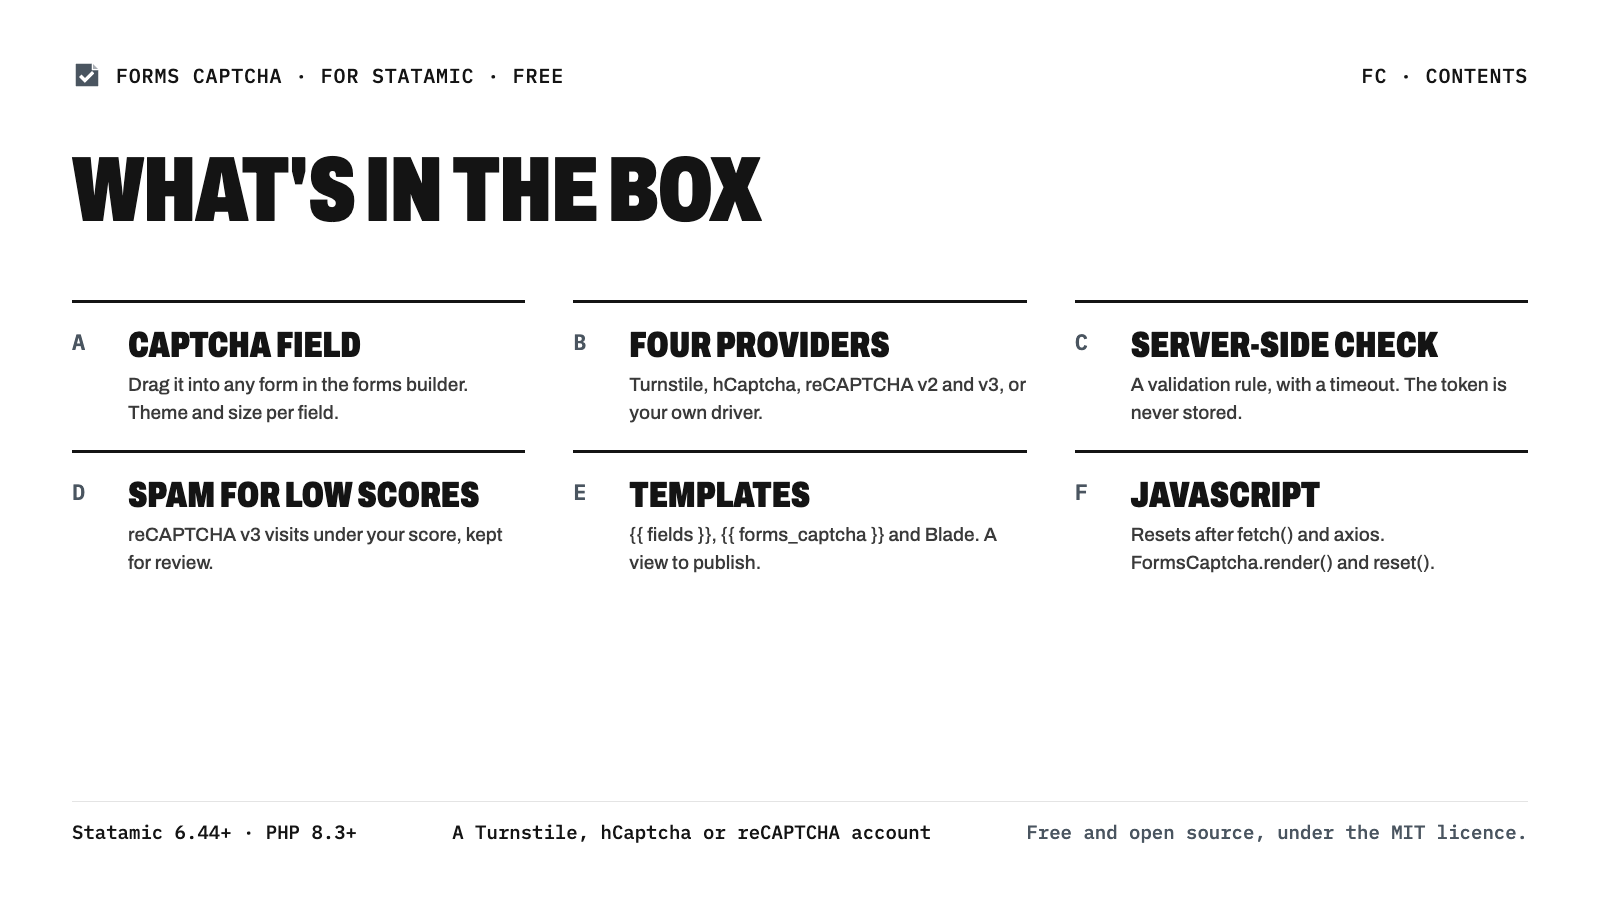 FORMS CAPTCHA · FOR STATAMIC · FREE
FC · CONTENTS
WHAT'S IN THE BOX
A
CAPTCHA FIELD
Drag it into any form in the forms builder.
Theme and size per field.
B
FOUR PROVIDERS
Turnstile, hCaptcha, reCAPTCHA v2 and v3, or
your own driver.
C
SERVER-SIDE CHECK
A validation rule, with a timeout. The token is
never stored.
D
SPAM FOR LOW SCORES
reCAPTCHA v3 visits under your score, kept
for review.
E
TEMPLATES
{{ fields }}, {{ forms_captcha }} and Blade. A
view to publish.
F
JAVASCRIPT
Resets after fetch() and axios.
FormsCaptcha.render() and reset().
Statamic 6.44+ · PHP 8.3+
A Turnstile, hCaptcha or reCAPTCHA account
Free and open source, under the MIT licence.